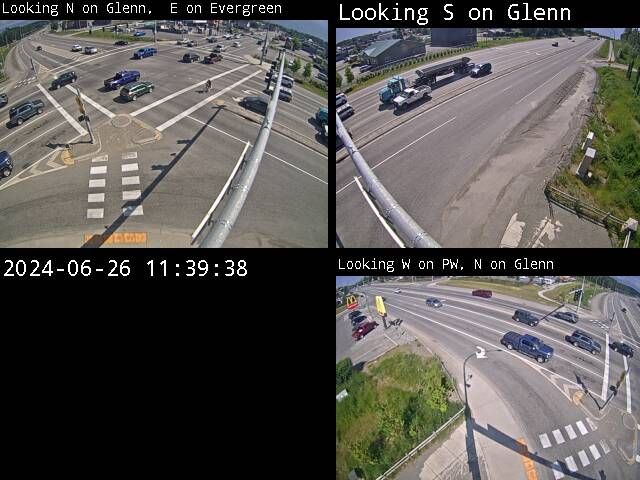 Looking N on Glenn, E on Evergreen
Looking S on Glenn
2024-06-26 11:39:38
Looking W on PW, N on Glenn